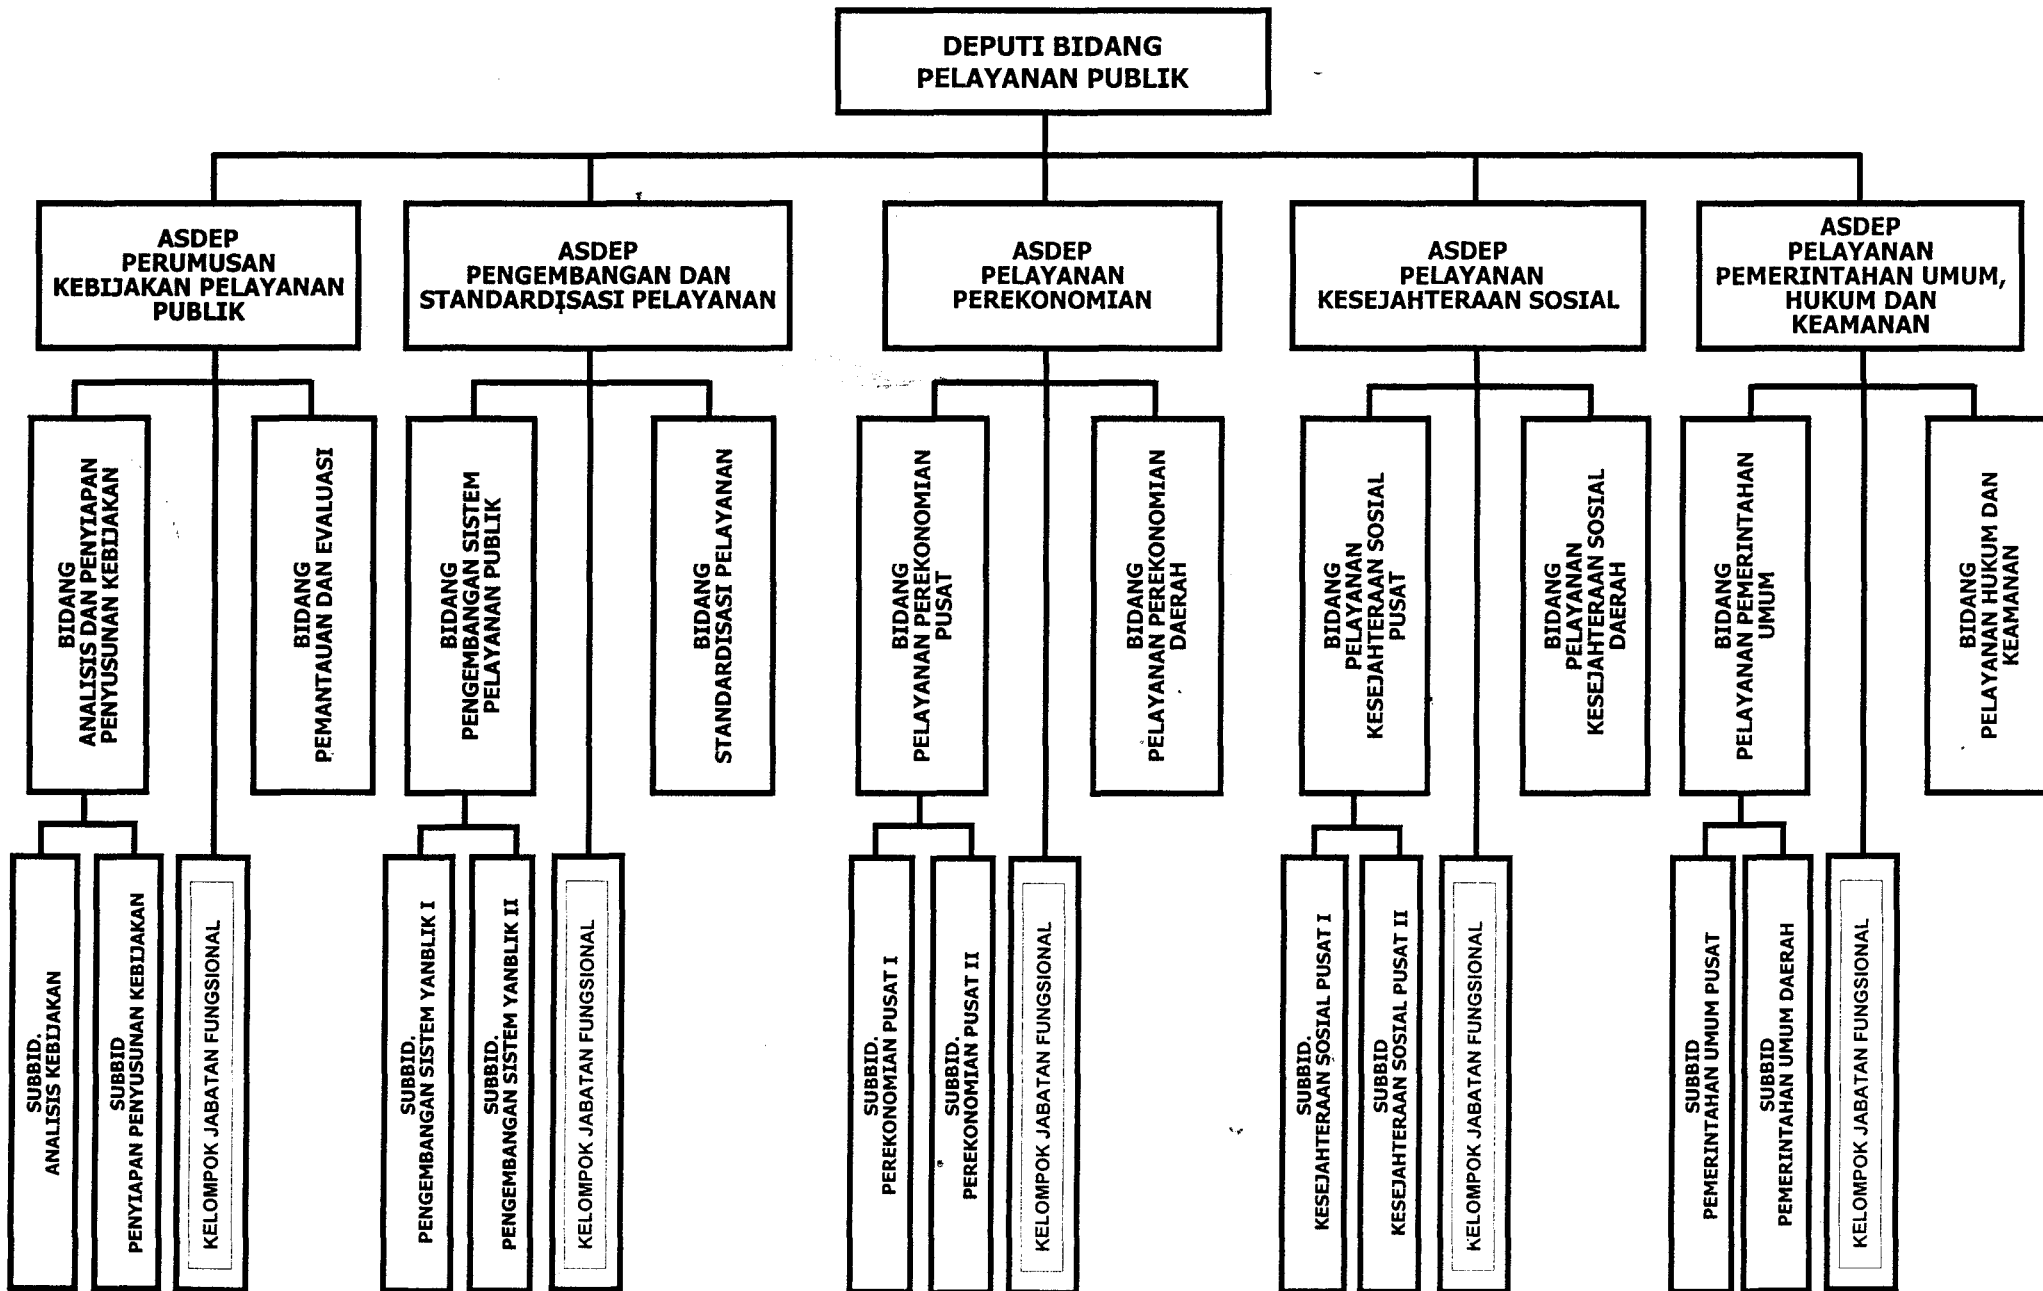 DEPUTI BIDANG
PELAYANAN PUBLIK
ASDEP
PERUMUSAN
KEBIJAKAN PELAYANAN
PUBLIK
ASDEP
PENGEMBANGAN DAN
STANDARDISASI PELAYANAN
ASDEP
PELAYANAN
PEREKONOMIAN
ASDEP
PELAYANAN
KESEJAHTERAAN SOSIAL
ASDEP
PELAYANAN
PEMERINTAHAN UMUM,
HUKUM DAN
KEAMANAN
BIDANG
ANALISIS DAN PENYIAPAN
PENYUSUNAN KEBIJAKAN
BIDANG
PEMANTAUAN DAN EVALUASI
BIDANG
PENGEMBANGAN SISTEM
PELAYANAN PUBLIK
BIDANG
STANDARDISASI PELAYANAN
BIDANG
PELAYANAN PEREKONOMIAN
PUSAT
BIDANG
PELAYANAN PEREKONOMIAN
DAERAH
BIDANG
PELAYANAN
KESEJAHTERAAN SOSIAL
PUSAT
BIDANG
PELAYANAN
KESEJAHTERAAN SOSIAL
DAERAH
BIDANG
PELAYANAN PEMERINTAHAN
UMUM
BIDANG
PELAYANAN HUKUM DAN
KEAMANAN
SUBBID.
ANALISIS KEBIJAKAN
SUBBID
PENYIAPAN PENYUSUNAN KEBIJAKAN
KELOMPOK JABATAN FUNGSIONAL
SUBBID.
PENGEMBANGAN SISTEM YANBLIK I
SUBBID.
PENGEMBANGAN SISTEM YANBLIK II
KELOMPOK JABATAN FUNGSIONAL
SUBBID.
PEREKONOMIAN PUSAT I
SUBBID.
PEREKONOMIAN PUSAT II
KELOMPOK JABATAN FUNGSIONAL
SUBBID.
KESEJAHTERAAN SOSIAL PUSAT I
SUBBID
KESEJAHTERAAN SOSIAL PUSAT II
KELOMPOK JABATAN FUNGSIONAL
SUBBID
PEMERINTAHAN UMUM PUSAT
SUBBID
PEMERINTAHAN UMUM DAERAH
KELOMPOK JABATAN FUNGSIONAL